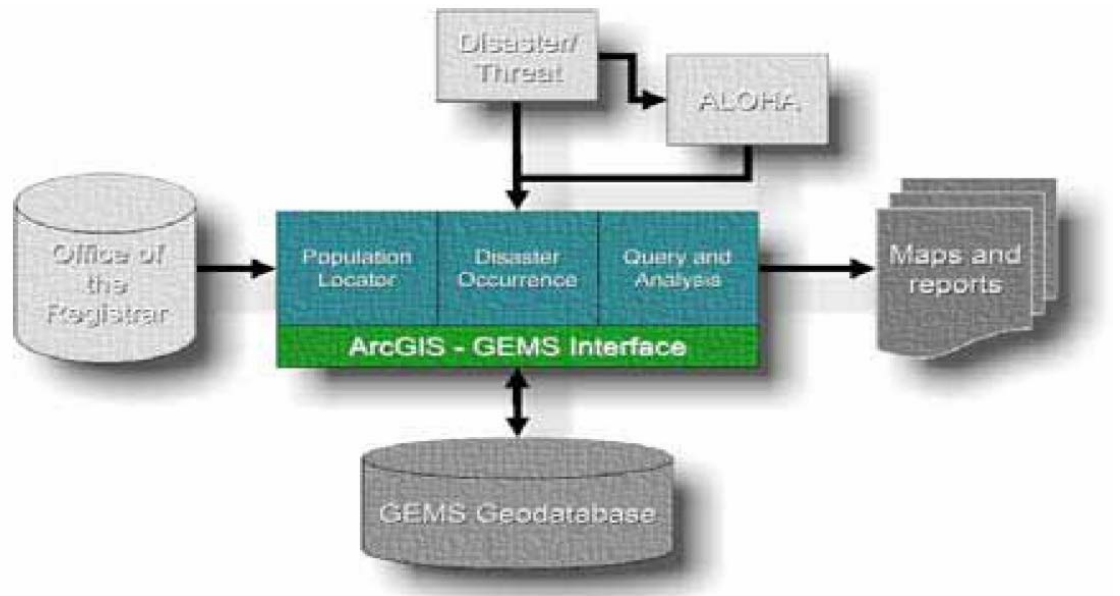 Disaster/
Threat
ALOHA
Office of
the
Registrar
Population
Locator
Disaster
Occurrence
Query and
Analysis
Maps and
reports
ArcGIS - GEMS Interface
GEMS Geodatabase